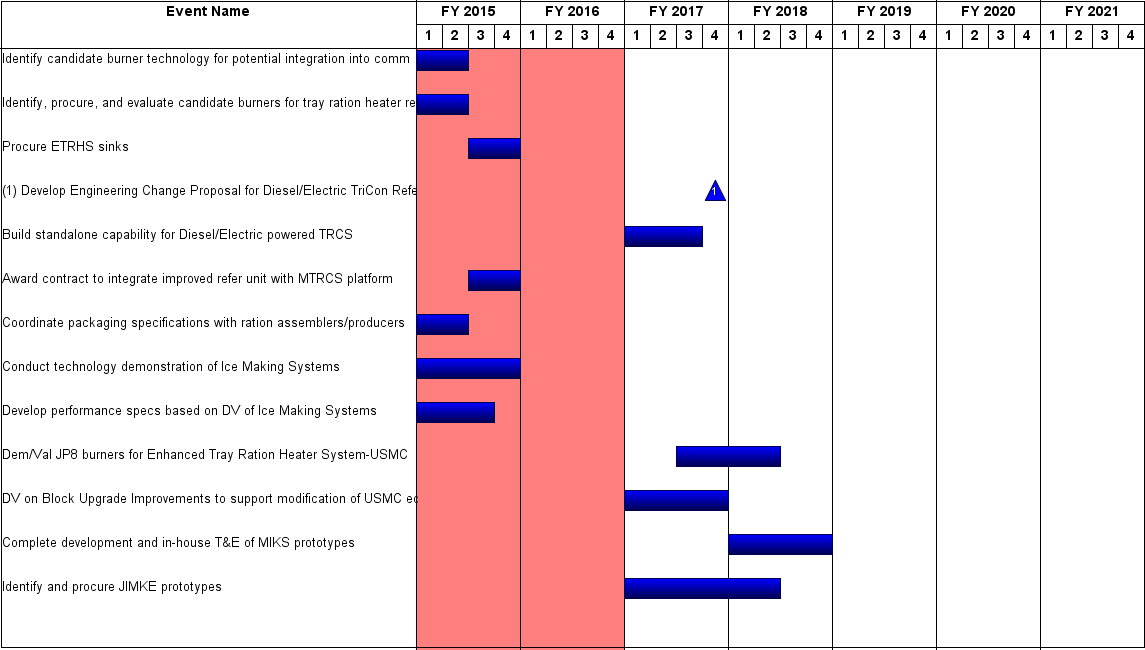 Event Name FY 2015 FY 2016 FY 2017 FY 2018 FY 2019 FY 2020 FY 2021
1 2 3 4 1 2 3 4 1 2 3 4 1 2 3 4 1 2 3 4 1 2 3 4 1 2 3 4
Identify candidate burner technology for potential integration into comm
Identify, procure, and evaluate candidate burners for tray ration heater re
Procure ETRHS sinks
(1) Develop Engineering Change Proposal for Diesel/Electric TriCon Refe
1
Build standalone capability for Diesel/Electric powered TRCS
Award contract to integrate improved refer unit with MTRCS platform
Coordinate packaging specifications with ration assemblers/producers
Conduct technology demonstration of Ice Making Systems
Develop performance specs based on DV of Ice Making Systems
Dem/Val JP8 burners for Enhanced Tray Ration Heater System-USMC
DV on Block Upgrade Improvements to support modification of USMC ec
Complete development and in-house T&E of MIKS prototypes
Identify and procure JIMKE prototypes